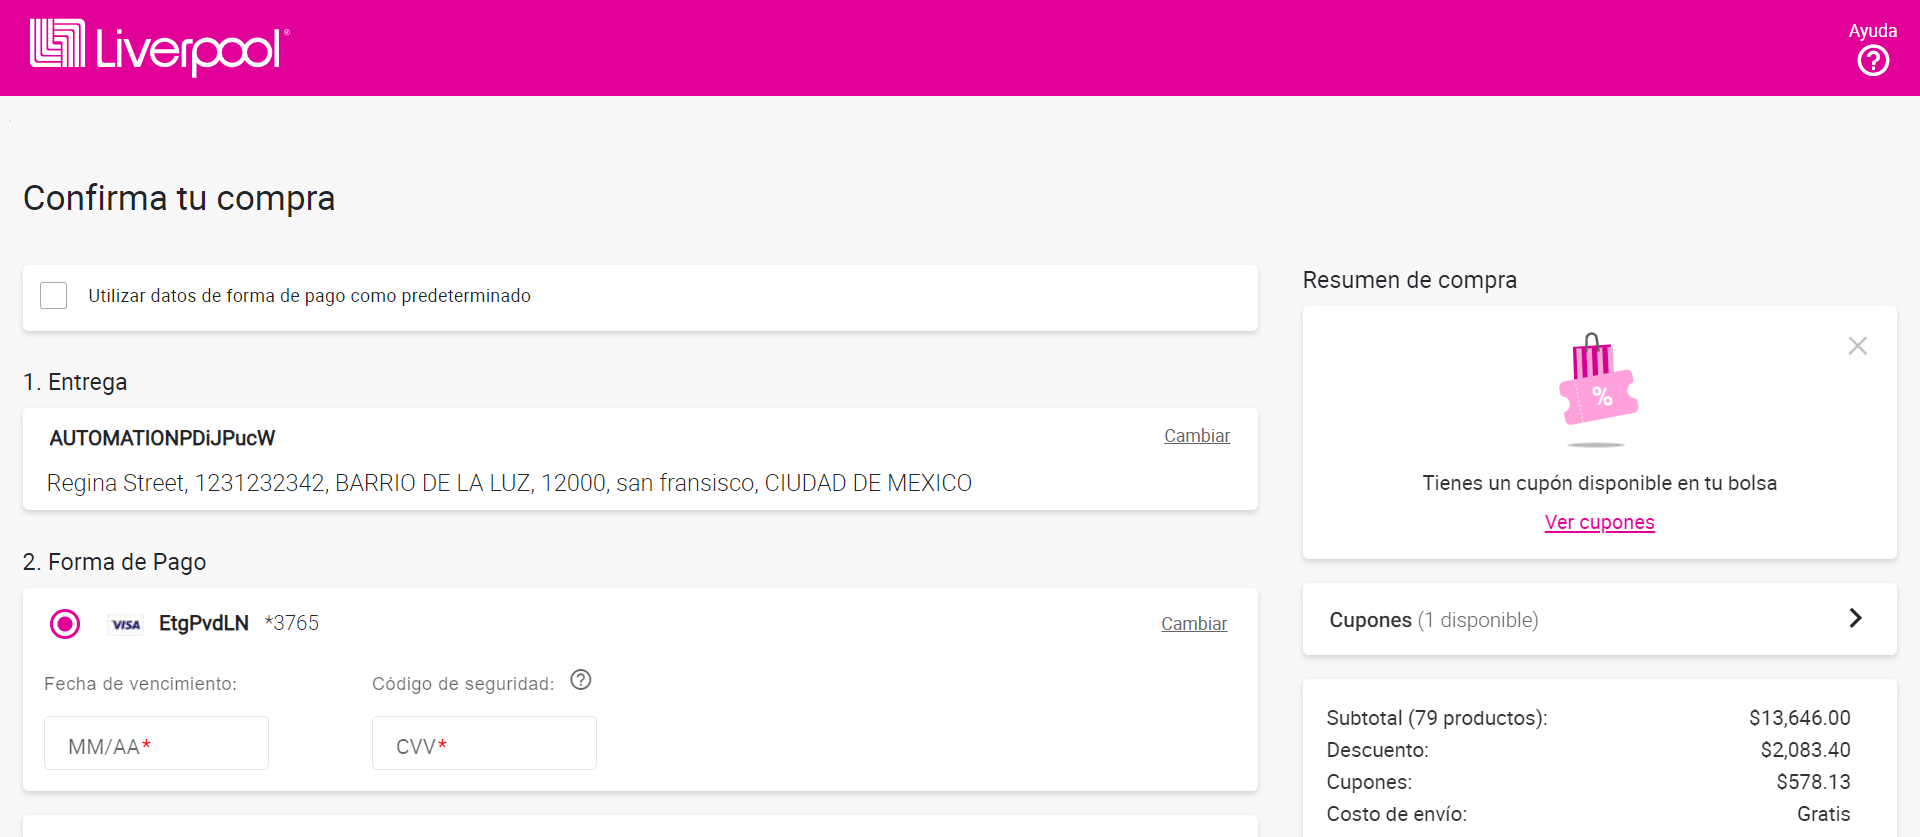 Liverpool®
Ayuda
Confirma tu compra
Utilizar datos de forma de pago como predeterminado
1. Entrega
AUTOMATIONPDiJPucW
Cambiar
Regina Street, 1231232342, BARRIO DE LA LUZ, 12000, san fransisco, CIUDAD DE MEXICO
2. Forma de Pago
VISA EtgPvdLN *3765
Cambiar
Fecha de vencimiento:
Código de seguridad:
MM/AA*
CVV*
Resumen de compra
%
Tienes un cupón disponible en tu bolsa
Ver cupones
Cupones (1 disponible)
Subtotal (79 productos): $13,646.00
Descuento: $2,083.40
Cupones: $578.13
Costo de envío: Gratis